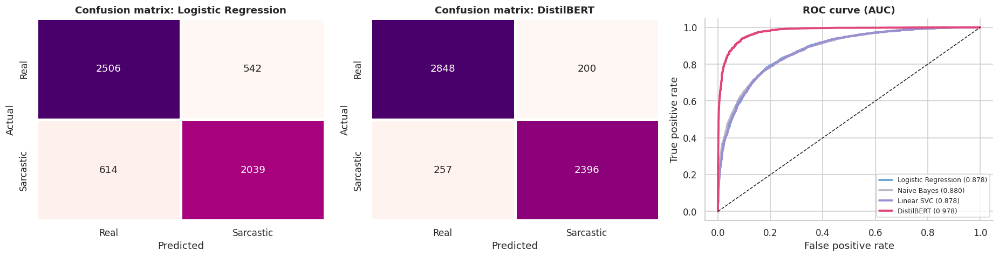 Confusion matrix: Logistic Regression
Actual
Real
Sarcastic
2506
542
614
2039
Real
Sarcastic
Predicted
Confusion matrix: DistilBERT
Actual
Real
Sarcastic
2848
200
257
2396
Real
Sarcastic
Predicted
ROC curve (AUC)
True positive rate
1.0
0.8
0.6
0.4
0.2
0.0
Logistic Regression (0.878)
Naive Bayes (0.880)
Linear SVC (0.878)
DistilBERT (0.978)
0.0
0.2
0.4
0.6
0.8
1.0
False positive rate